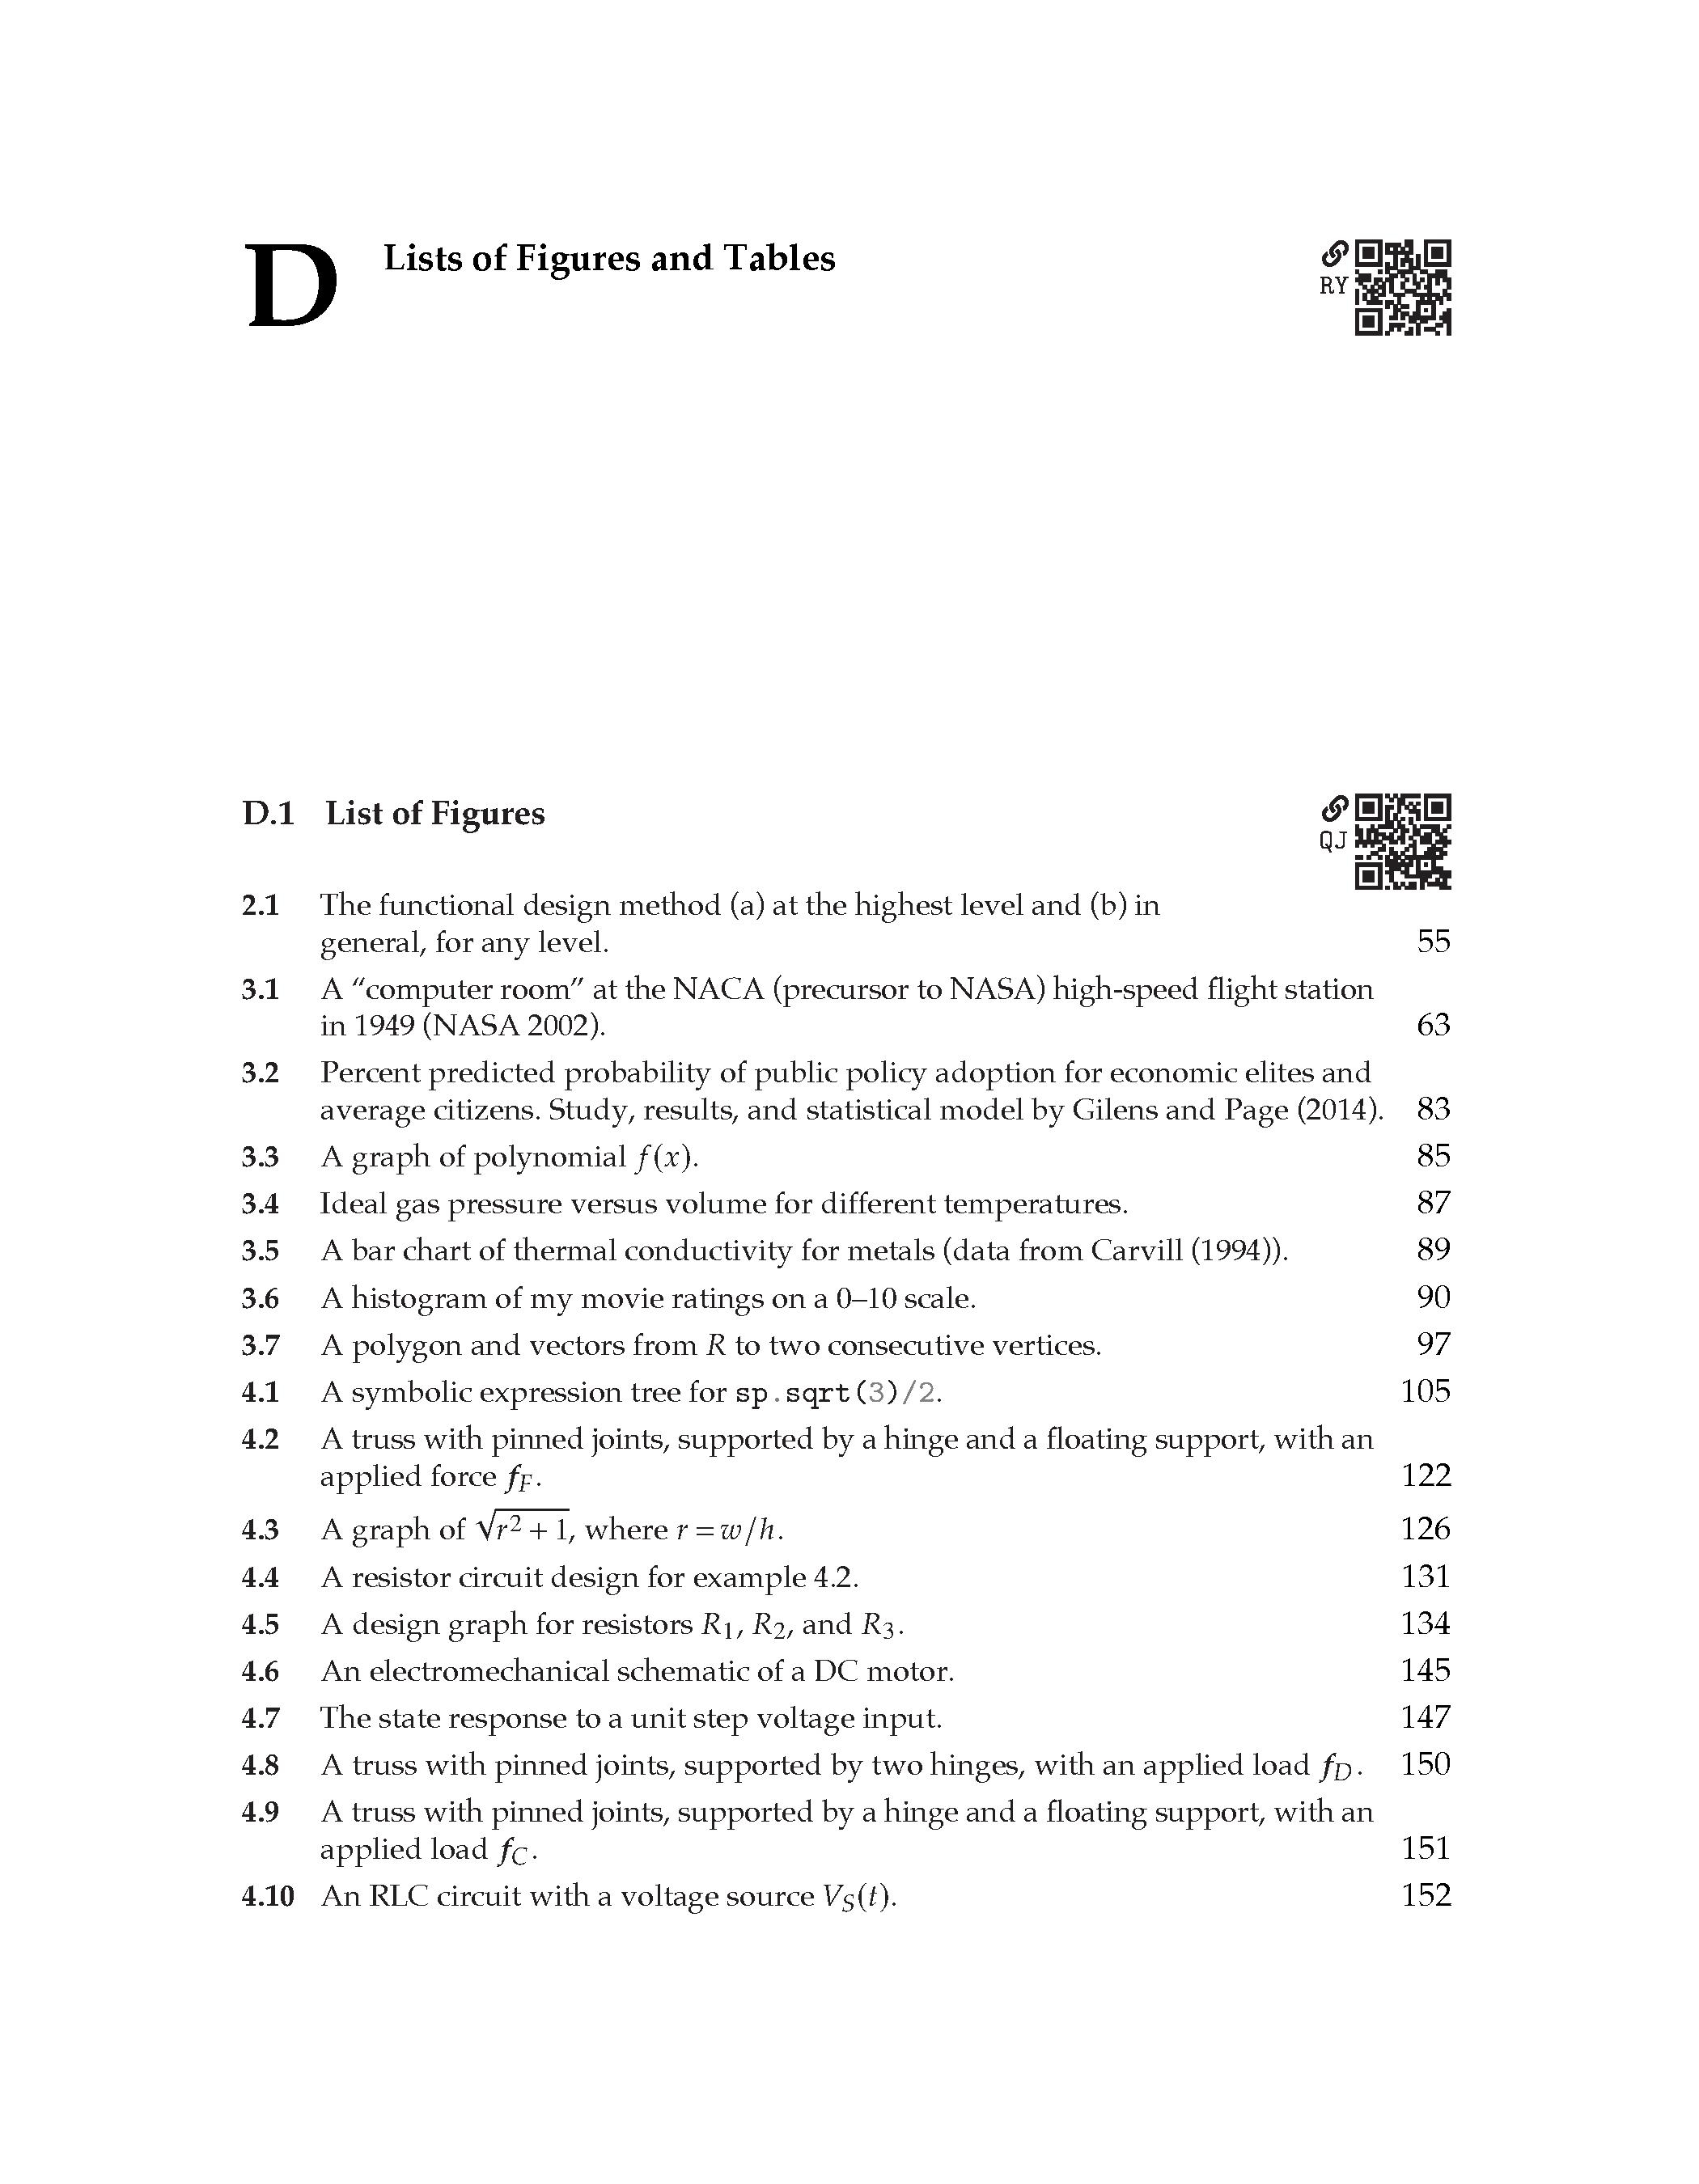 D Lists of Figures and Tables
RY
D.1 List of Figures
QJ
2.1 The functional design method (a) at the highest level and (b) in
general, for any level. 55
3.1 A “computer room” at the NACA (precursor to NASA) high-speed flight station
in 1949 (NASA 2002). 63
3.2 Percent predicted probability of public policy adoption for economic elites and
average citizens. Study, results, and statistical model by Gilens and Page (2014). 83
3.3 A graph of polynomial f(x). 85
3.4 Ideal gas pressure versus volume for different temperatures. 87
3.5 A bar chart of thermal conductivity for metals (data from Carvill (1994)). 89
3.6 A histogram of my movie ratings on a 0–10 scale. 90
3.7 A polygon and vectors from R to two consecutive vertices. 97
4.1 A symbolic expression tree for sp.sqrt(3)/2. 105
4.2 A truss with pinned joints, supported by a hinge and a floating support, with an
applied force f_F. 122
4.3 A graph of √(r² + 1), where r = w/h. 126
4.4 A resistor circuit design for example 4.2. 131
4.5 A design graph for resistors R₁, R₂, and R₃. 134
4.6 An electromechanical schematic of a DC motor. 145
4.7 The state response to a unit step voltage input. 147
4.8 A truss with pinned joints, supported by two hinges, with an applied load f_D. 150
4.9 A truss with pinned joints, supported by a hinge and a floating support, with an
applied load f_C. 151
4.10 An RLC circuit with a voltage source V_S(t). 152